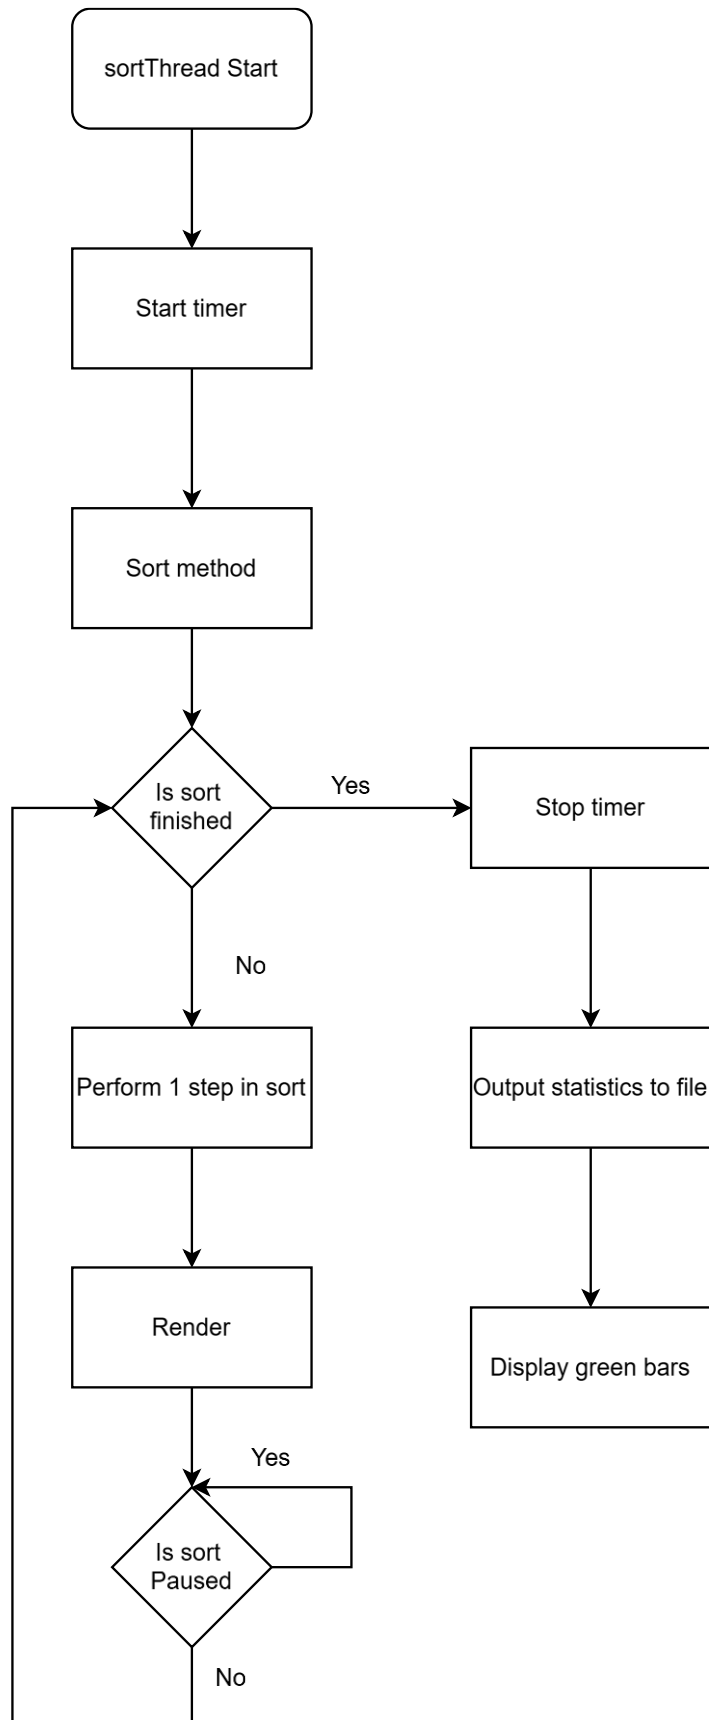 sortThread Start
Start timer
Sort method
Is sort
finished
Yes
Stop timer
No
Perform 1 step in sort
Output statistics to file
Render
Display green bars
Yes
Is sort
Paused
No